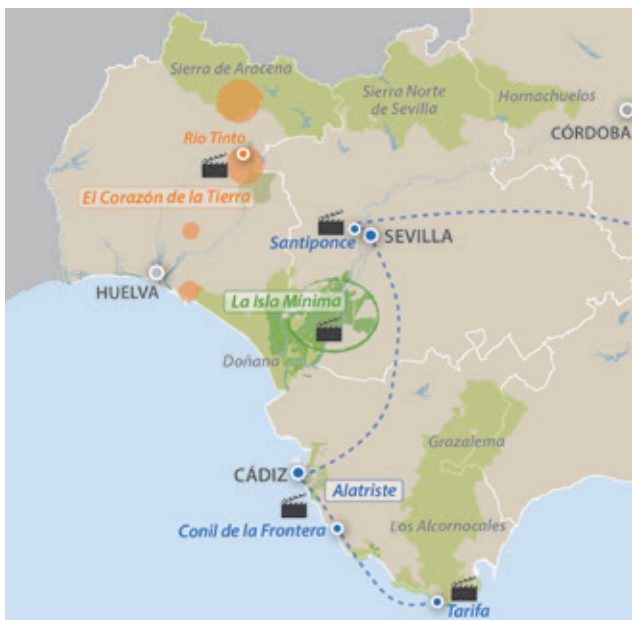 Sierra de Aracena
Sierra Norte
de Sevilla
Hornachuelos
CÓRDOBA
Río Tinto
El Corazón de la Tierra
Santiponce
SEVILLA
HUELVA
La Isla Mínima
Doñana
Grazalema
CÁDIZ
Alatriste
Conil de la Frontera
Los Alcornocales
Tarifa